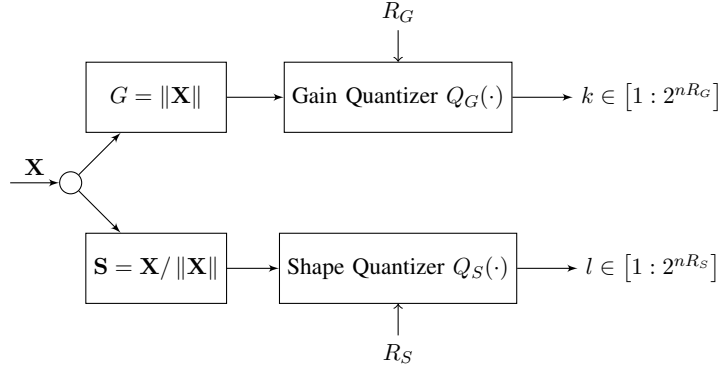 R_G
G = ‖X‖
Gain Quantizer Q_G(·)
k ∈ [1 : 2^{nR_G}]
X
S = X/ ‖X‖
Shape Quantizer Q_S(·)
l ∈ [1 : 2^{nR_S}]
R_S